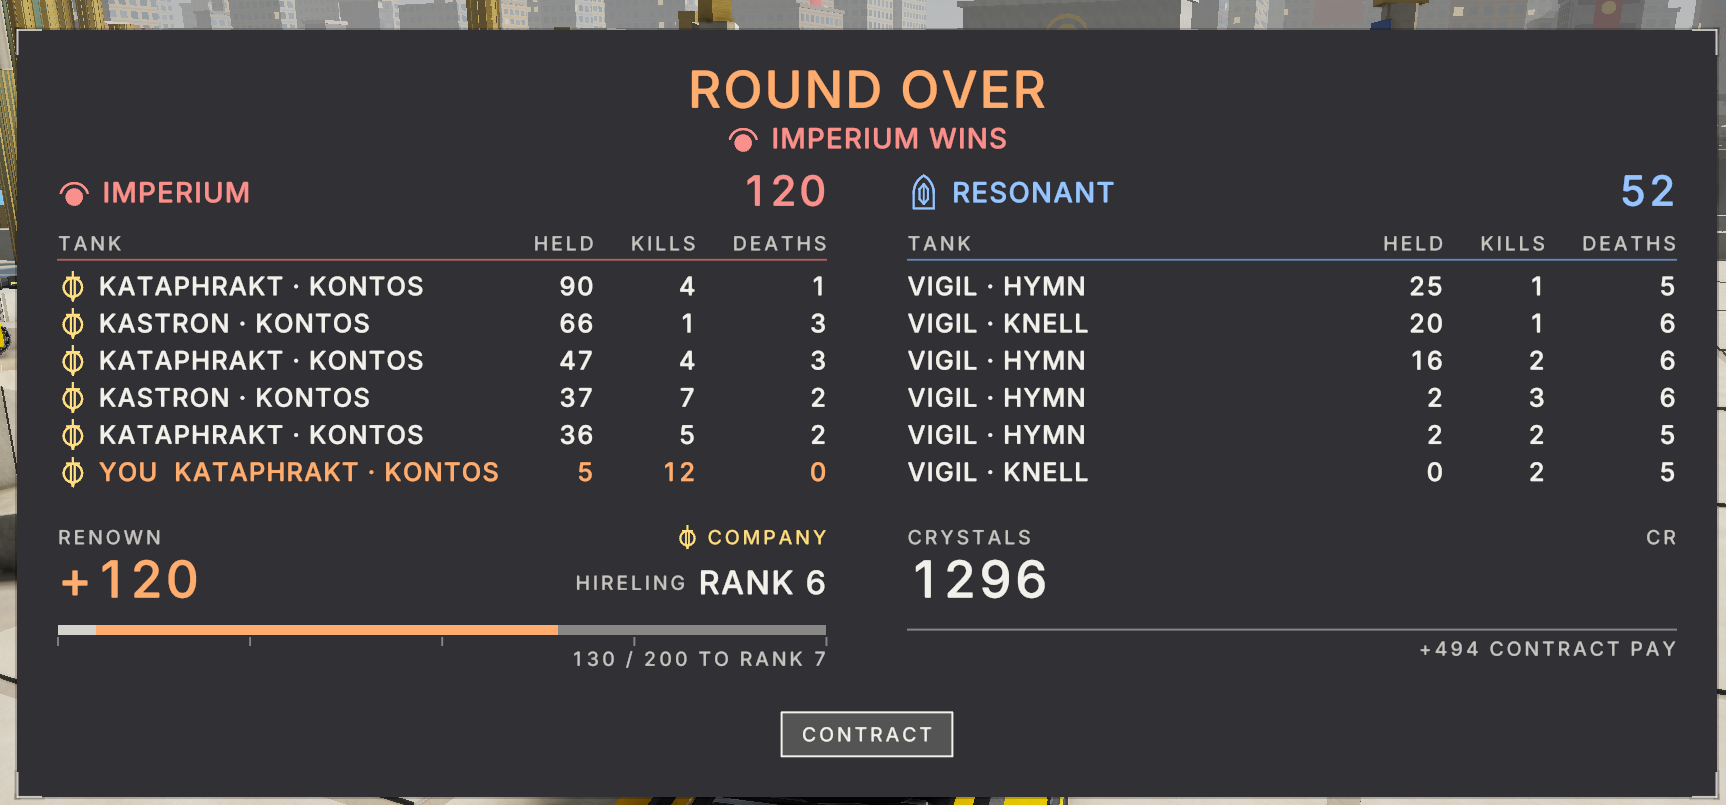 ROUND OVER
IMPERIUM WINS
IMPERIUM 120
TANK HELD KILLS DEATHS
KATAPHRAKT · KONTOS 90 4 1
KASTRON · KONTOS 66 1 3
KATAPHRAKT · KONTOS 47 4 3
KASTRON · KONTOS 37 7 2
KATAPHRAKT · KONTOS 36 5 2
YOU KATAPHRAKT · KONTOS 5 12 0
RESONANT 52
TANK HELD KILLS DEATHS
VIGIL · HYMN 25 1 5
VIGIL · KNELL 20 1 6
VIGIL · HYMN 16 2 6
VIGIL · HYMN 2 3 6
VIGIL · HYMN 2 2 5
VIGIL · KNELL 0 2 5
RENOWN COMPANY
+120 HIRELING RANK 6
130 / 200 TO RANK 7
CRYSTALS CR
1296
+494 CONTRACT PAY
CONTRACT